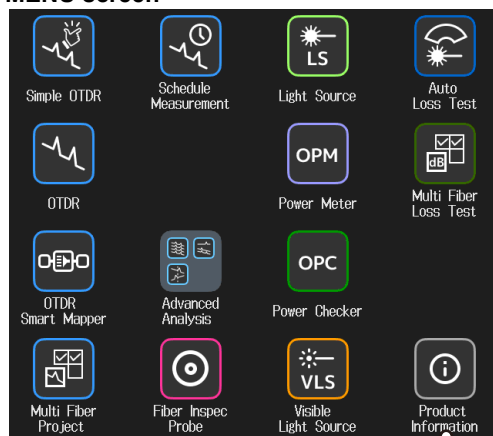 MENU screen
LS
Simple OTDR
Schedule
Measurement
Light Source
Auto
Loss Test
OPM
dB
OTDR
Power Meter
Multi Fiber
Loss Test
OPC
OTDR
Smart Mapper
Advanced
Analysis
Power Checker
VLS
Multi Fiber
Project
Fiber Inspec
Probe
Visible
Light Source
Product
Information